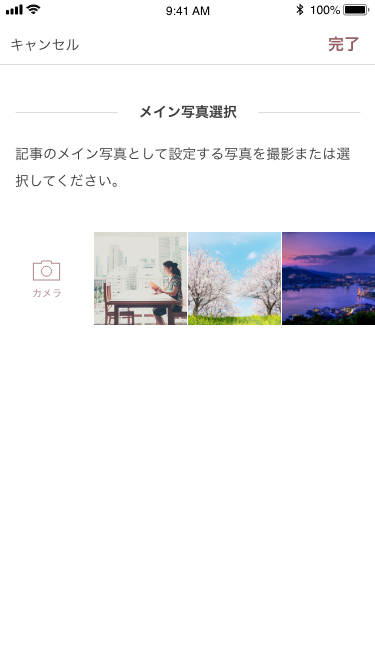 9:41 AM
100%
キャンセル
完了
メイン写真選択
記事のメイン写真として設定する写真を撮影または選
択してください。
カメラ